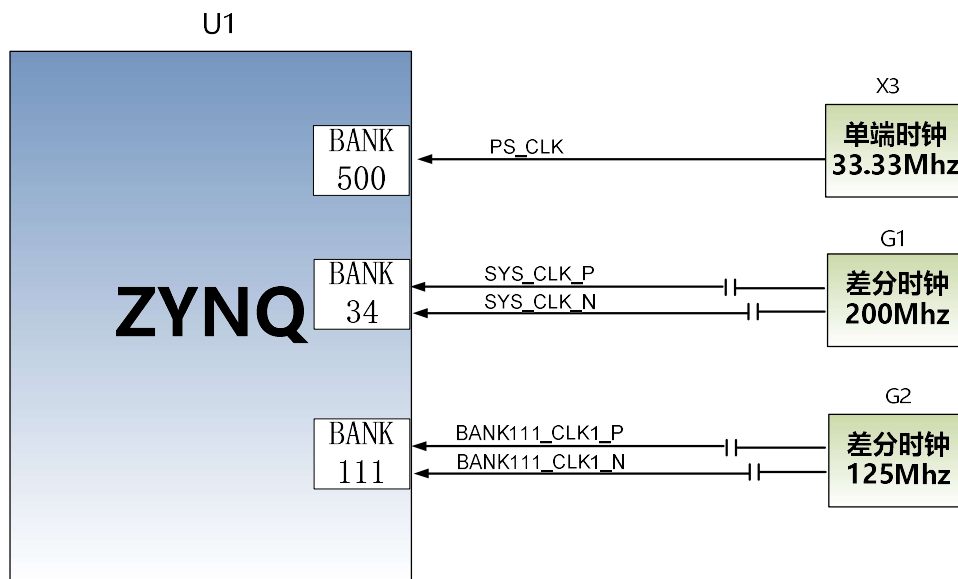 U1
X3
BANK
500
PS_CLK
单端时钟
33.33Mhz
G1
ZYNQ
BANK
34
SYS_CLK_P
SYS_CLK_N
差分时钟
200Mhz
G2
BANK
111
BANK111_CLK1_P
BANK111_CLK1_N
差分时钟
125Mhz